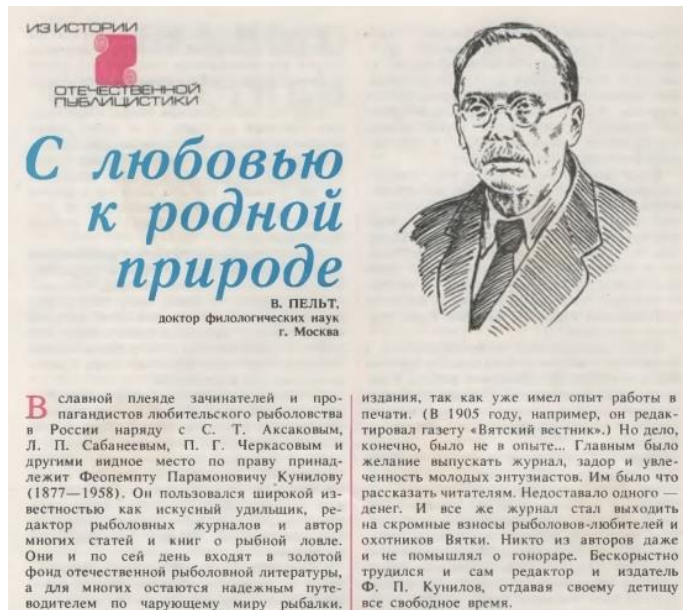 ИЗ ИСТОРИИ
ОТЕЧЕСТВЕННОЙ
ПУБЛИЦИСТИКИ
С любовью
к родной
природе
В. ПЕЛЬТ,
доктор филологических наук
г. Москва
В славной плеяде зачинателей и про-
пагандистов любительского рыболовства
в России наряду с С. Т. Аксаковым,
Л. П. Сабанеевым, П. Г. Черкасовым и
другими видное место по праву принад-
лежит Феопемпту Парамоновичу Кунилову
(1877—1958). Он пользовался широкой из-
вестностью как искусный удильщик, ре-
дактор рыболовных журналов и автор
многих статей и книг о рыбной ловле.
Они и по сей день входят в золотой
фонд отечественной рыболовной литературы,
а для многих остаются надежным путе-
водителем по чарующему миру рыбалки.
издания, так как уже имел опыт работы в
печати. (В 1905 году, например, он редак-
тировал газету «Вятский вестник».) Но дело,
конечно, было не в опыте... Главным было
желание выпускать журнал, задор и увле-
ченность молодых энтузиастов. Им было что
рассказать читателям. Недоставало одного —
денег. И все же журнал стал выходить
на скромные взносы рыболовов-любителей и
охотников Вятки. Никто из авторов даже
и не помышлял о гонораре. Бескорыстно
трудился и сам редактор и издатель
Ф. П. Кунилов, отдавая своему детищу
все свободное время.